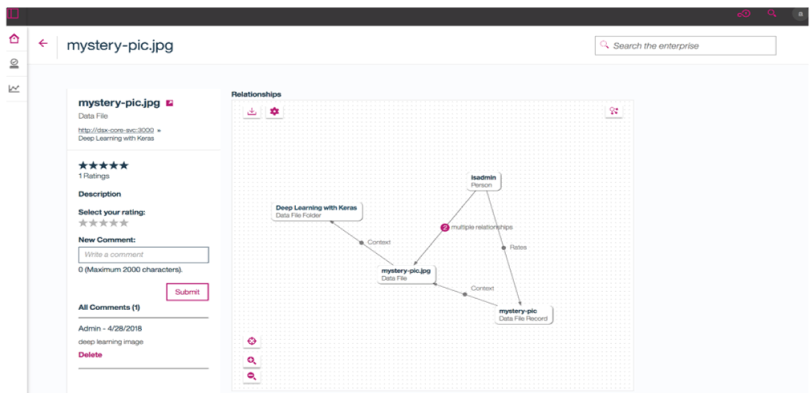 a
mystery-pic.jpg
Search the enterprise
mystery-pic.jpg
Data File
http://dsx-core-svc:3000 »
Deep Learning with Keras
1 Ratings
Description
Select your rating:
New Comment:
Write a comment
0 (Maximum 2000 characters).
Submit
All Comments (1)
Admin - 4/28/2018
deep learning image
Delete
Relationships
isadmin
Person
Deep Learning with Keras
Data File Folder
2 multiple relationships
Context
Rates
mystery-pic.jpg
Data File
Context
mystery-pic
Data File Record